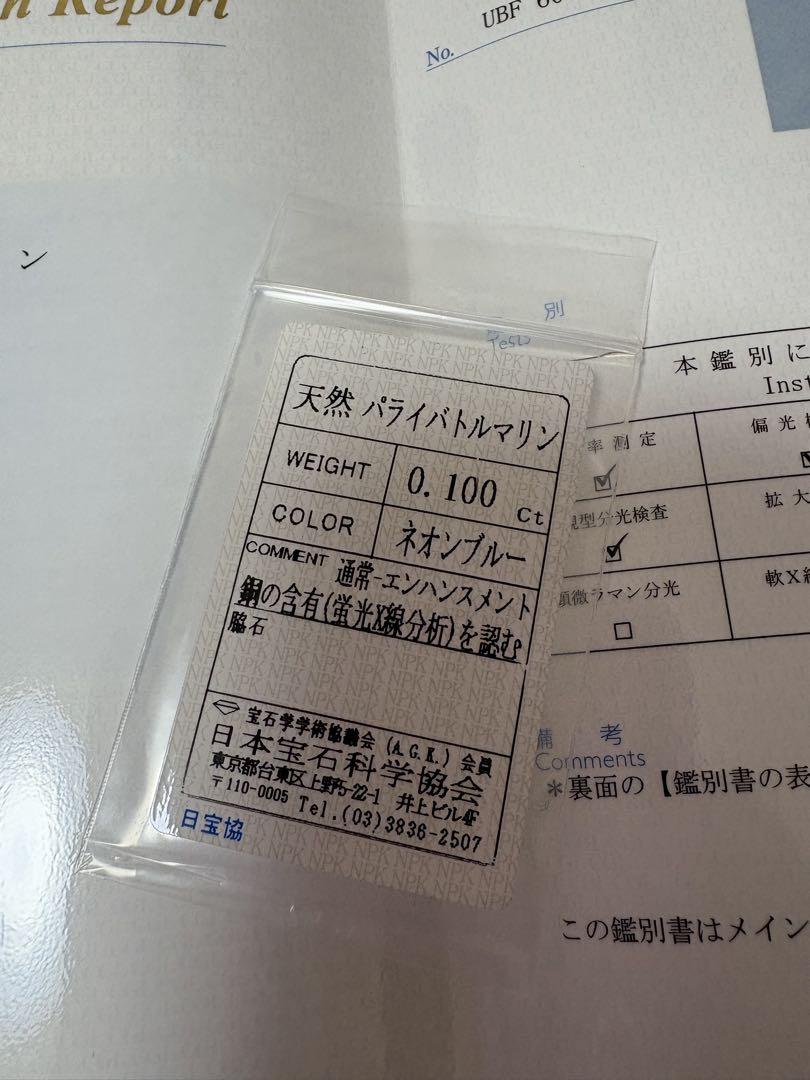 Report
No.
UBF
ン
別
天然 パライバトルマリン
WEIGHT 0.100 Ct
COLOR ネオンブルー
COMMENT 通常-エンハンスメント
銅の含有(蛍光X線分析)を認む。
脇石
宝石学学術協議会 (A.G.K.) 会員
日本宝石科学協会
東京都台東区上野5-22-1 井上ビル4F
〒110-0005 Tel.(03)3836-2507
日宝協
本鑑別に
Inst
率測定
偏光
型分光検査
拡大
顕微ラマン分光
軟X
備考
Comments
*裏面の【鑑別書の表
この鑑別書はメイン